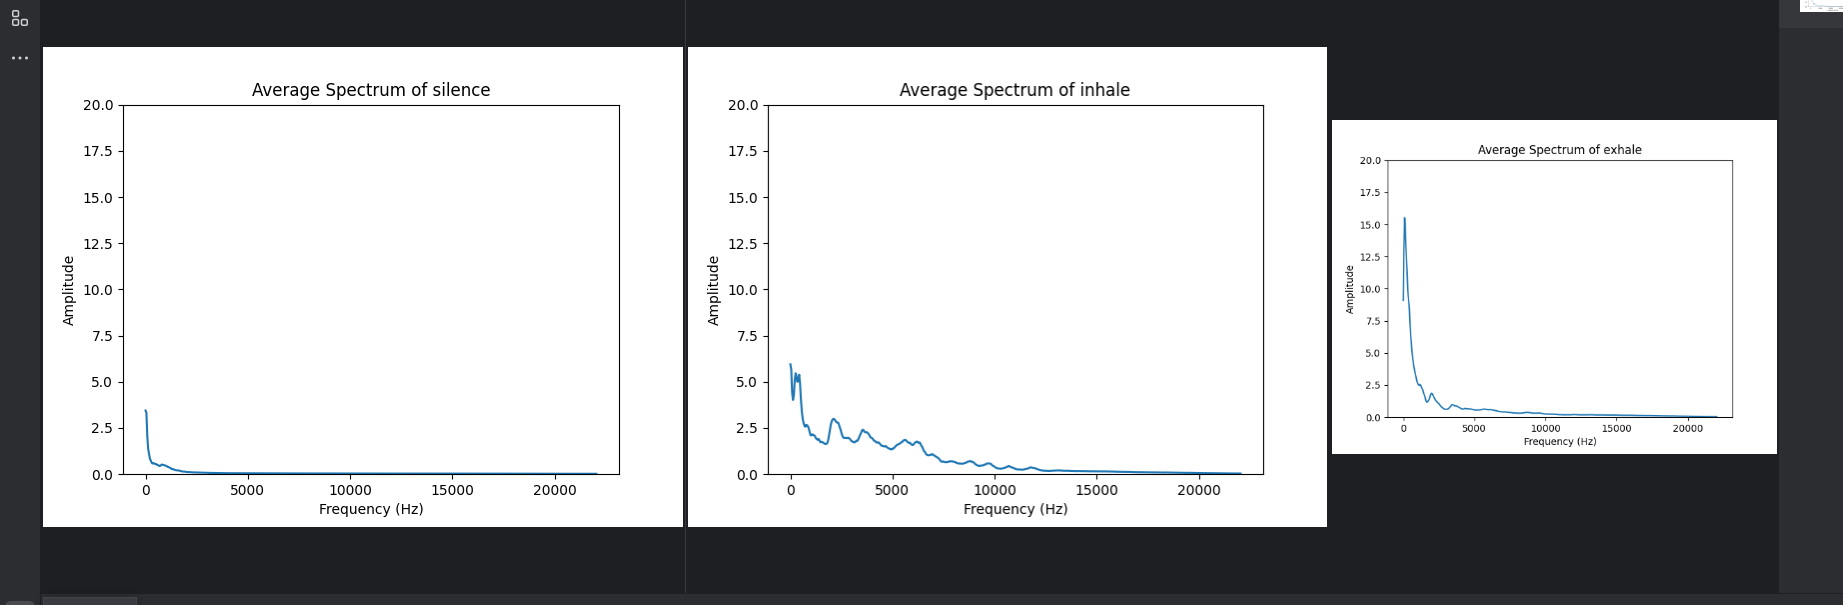 Average Spectrum of silence
20.0
17.5
15.0
12.5
10.0
7.5
5.0
2.5
0.0
Amplitude
0 5000 10000 15000 20000
Frequency (Hz)
Average Spectrum of inhale
20.0
17.5
15.0
12.5
10.0
7.5
5.0
2.5
0.0
Amplitude
0 5000 10000 15000 20000
Frequency (Hz)
Average Spectrum of exhale
20.0
17.5
15.0
12.5
10.0
7.5
5.0
2.5
0.0
Amplitude
0 5000 10000 15000 20000
Frequency (Hz)